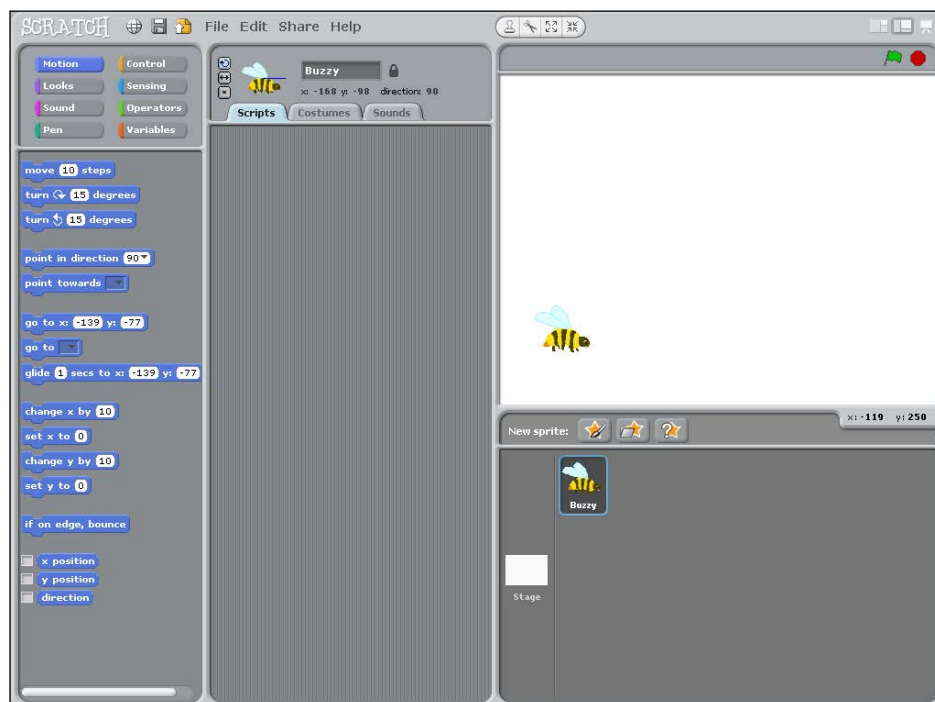 SCRATCH File Edit Share Help
Motion Control
Looks Sensing
Sound Operators
Pen Variables
move 10 steps
turn 15 degrees
turn 15 degrees
point in direction 90
point towards
go to x: -139 y: -77
go to
glide 1 secs to x: -139 y: -77
change x by 10
set x to 0
change y by 10
set y to 0
if on edge, bounce
x position
y position
direction
Buzzy
x: -168 y: -98 direction: 90
Scripts Costumes Sounds
x: -119 y: 250
New sprite:
Buzzy
Stage